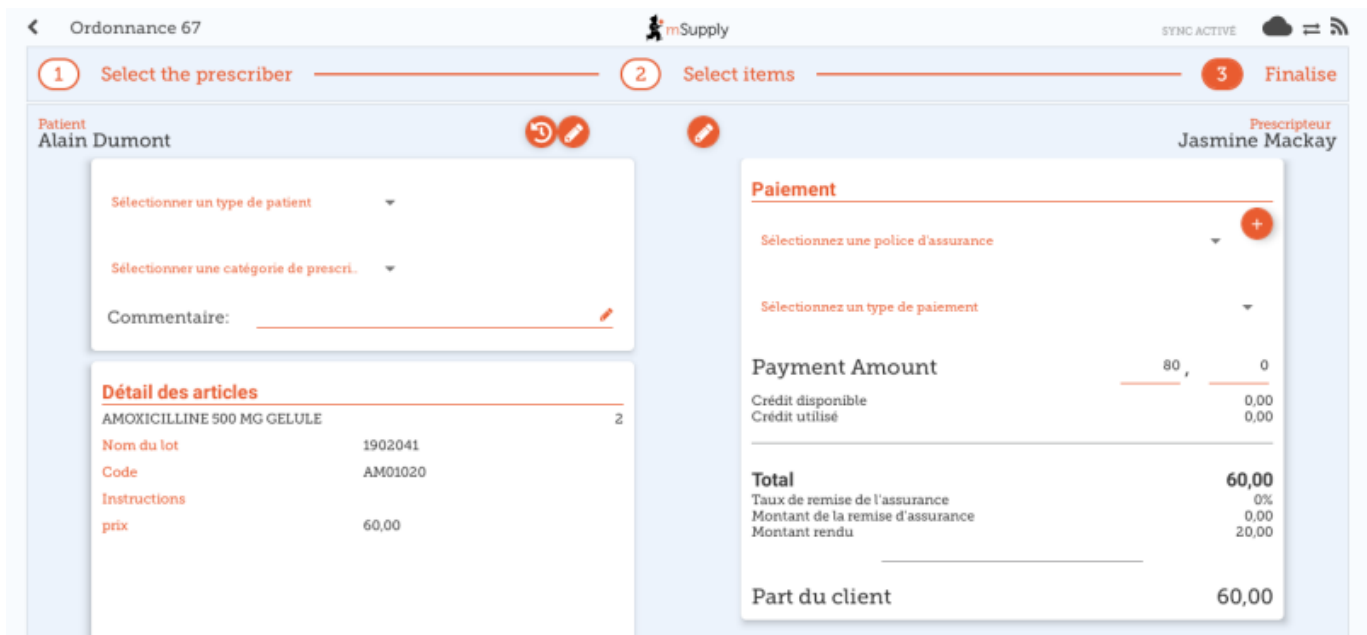 Ordonnance 67
mSupply
SYNC ACTIVÉ
1 Select the prescriber
2 Select items
3 Finalise
Patient
Alain Dumont
Prescripteur
Jasmine Mackay
Sélectionner un type de patient
Sélectionner une catégorie de prescri..
Commentaire:
Détail des articles
AMOXICILLINE 500 MG GELULE 2
Nom du lot 1902041
Code AM01020
Instructions
prix 60,00
Paiement
+
Sélectionnez une police d'assurance
Sélectionnez un type de paiement
Payment Amount 80 , 0
Crédit disponible 0,00
Crédit utilisé 0,00
Total 60,00
Taux de remise de l'assurance 0%
Montant de la remise d'assurance 0,00
Montant rendu 20,00
Part du client 60,00